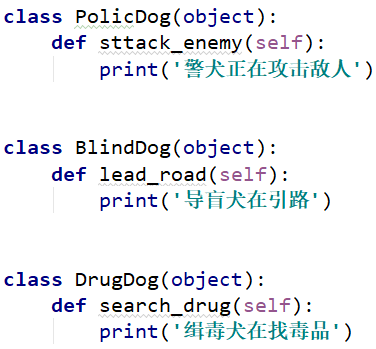 class PolicDog(object):
    def sttack_enemy(self):
        print('警犬正在攻击敌人')
class BlindDog(object):
    def lead_road(self):
        print('导盲犬在引路')
class DrugDog(object):
    def search_drug(self):
        print('缉毒犬在找毒品')